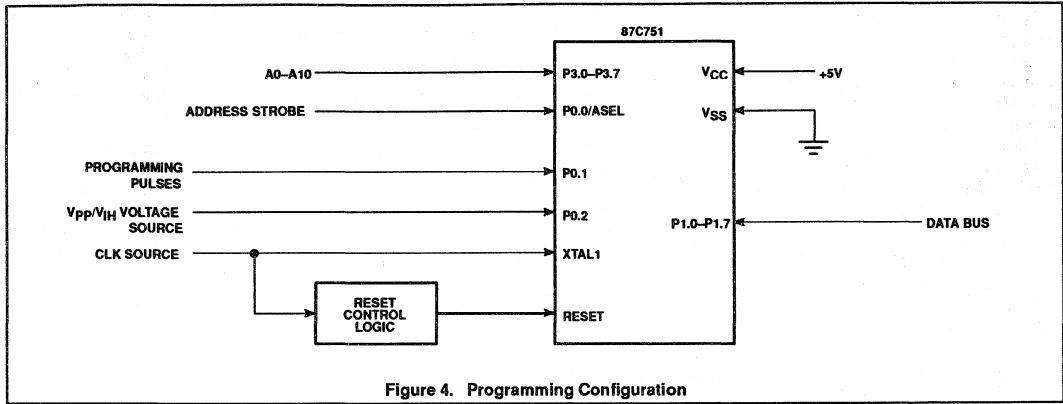 87C751
A0–A10
P3.0–P3.7
VCC
+5V
ADDRESS STROBE
P0.0/ASEL
VSS
PROGRAMMING
PULSES
P0.1
VPP/VIH VOLTAGE
SOURCE
P0.2
P1.0–P1.7
DATA BUS
CLK SOURCE
XTAL1
RESET
CONTROL
LOGIC
RESET
Figure 4. Programming Configuration